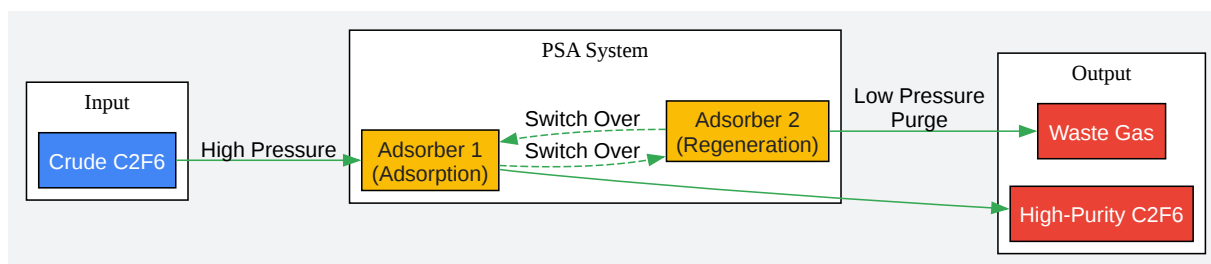 Input
Crude C2F6
High Pressure
PSA System
Adsorber 1
(Adsorption)
Switch Over
Switch Over
Adsorber 2
(Regeneration)
Low Pressure
Purge
Output
Waste Gas
High-Purity C2F6